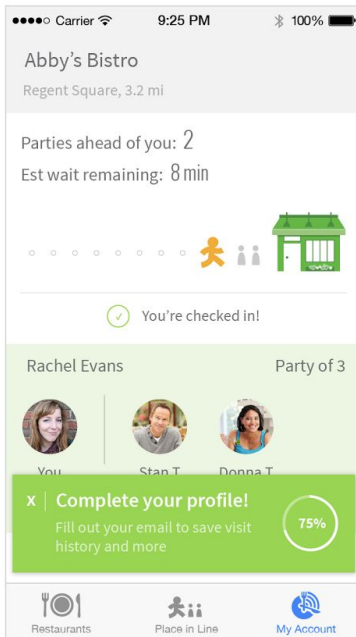 Carrier 9:25 PM 100%
Abby's Bistro
Regent Square, 3.2 mi
Parties ahead of you: 2
Est wait remaining: 8 min
✓ You're checked in!
Rachel Evans Party of 3
You Stan T Donna T
x Complete your profile!
Fill out your email to save visit
history and more
75%
Restaurants Place in Line My Account